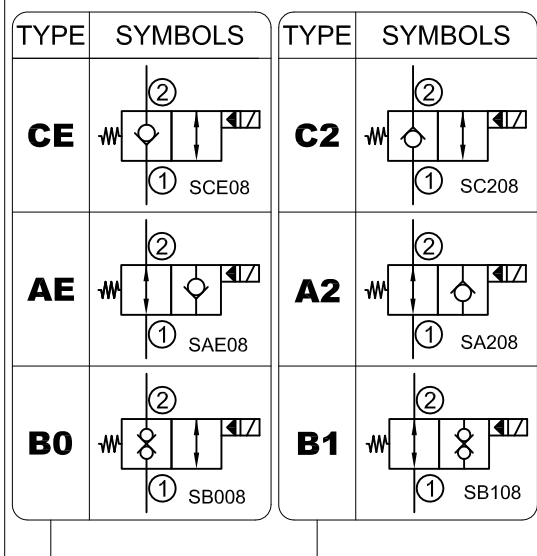 TYPE SYMBOLS TYPE SYMBOLS
CE
2
1
SCE08
C2
2
1
SC208
AE
2
1
SAE08
A2
2
1
SA208
B0
2
1
SB008
B1
2
1
SB108